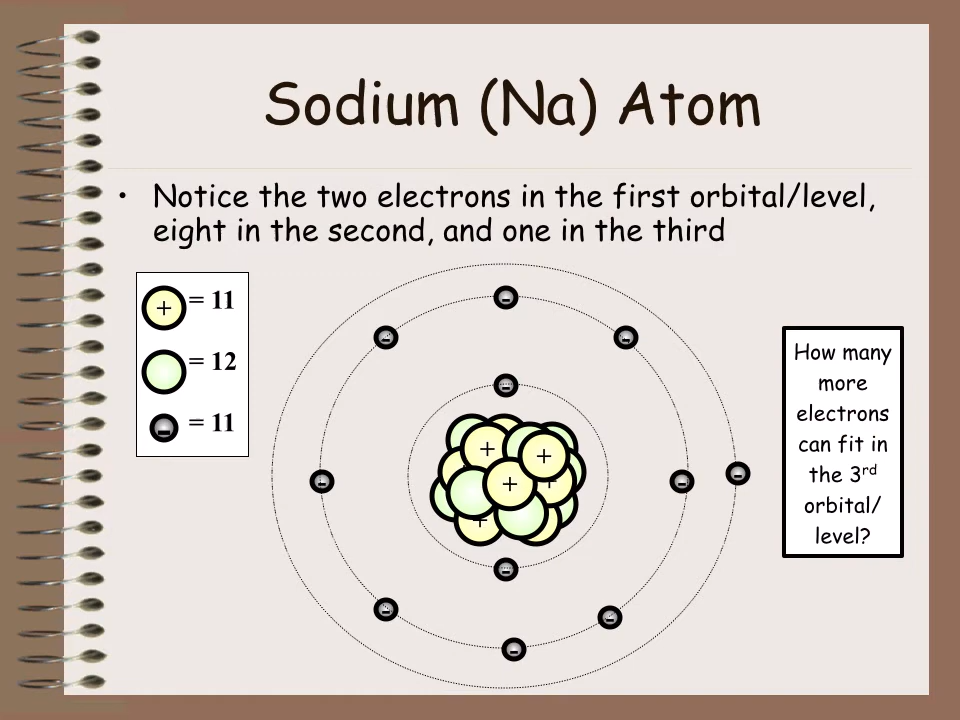 Sodium (Na) Atom
• Notice the two electrons in the first orbital/level,
eight in the second, and one in the third
+ = 11
= 12
- = 11
How many
more
electrons
can fit in
the 3rd
orbital/
level?
-
-
-
-
+
+
+
+
-
-
-
+
-
-
-
-